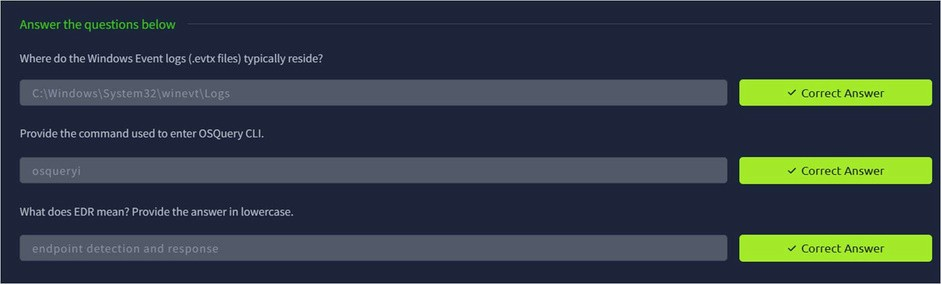 Answer the questions below
Where do the Windows Event logs (.evtx files) typically reside?
C:\Windows\System32\winevt\Logs
✓ Correct Answer
Provide the command used to enter OSQuery CLI.
osqueryi
✓ Correct Answer
What does EDR mean? Provide the answer in lowercase.
endpoint detection and response
✓ Correct Answer